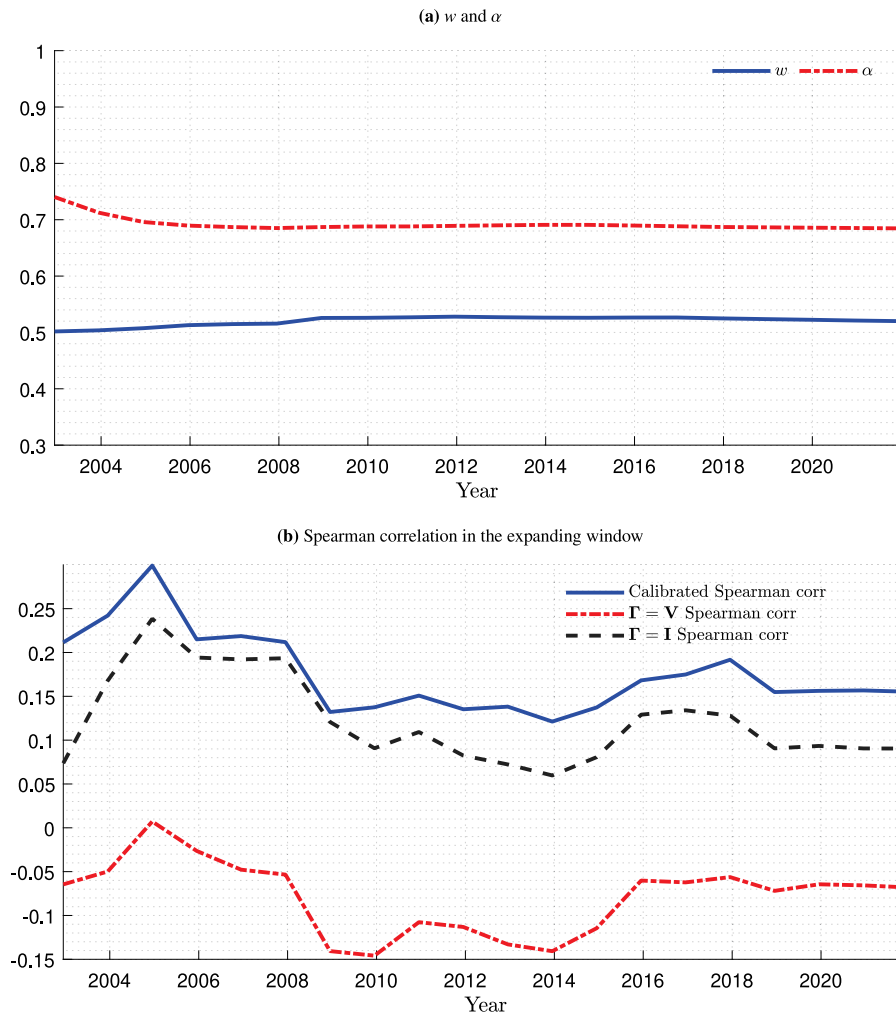 (a) w and α
1
0.9
0.8
0.7
0.6
0.5
0.4
0.3
w α
2004 2006 2008 2010 2012 2014 2016 2018 2020
Year
(b) Spearman correlation in the expanding window
0.25
0.2
0.15
0.1
0.05
0
-0.05
-0.1
-0.15
Calibrated Spearman corr
Γ = V Spearman corr
Γ = I Spearman corr
2004 2006 2008 2010 2012 2014 2016 2018 2020
Year